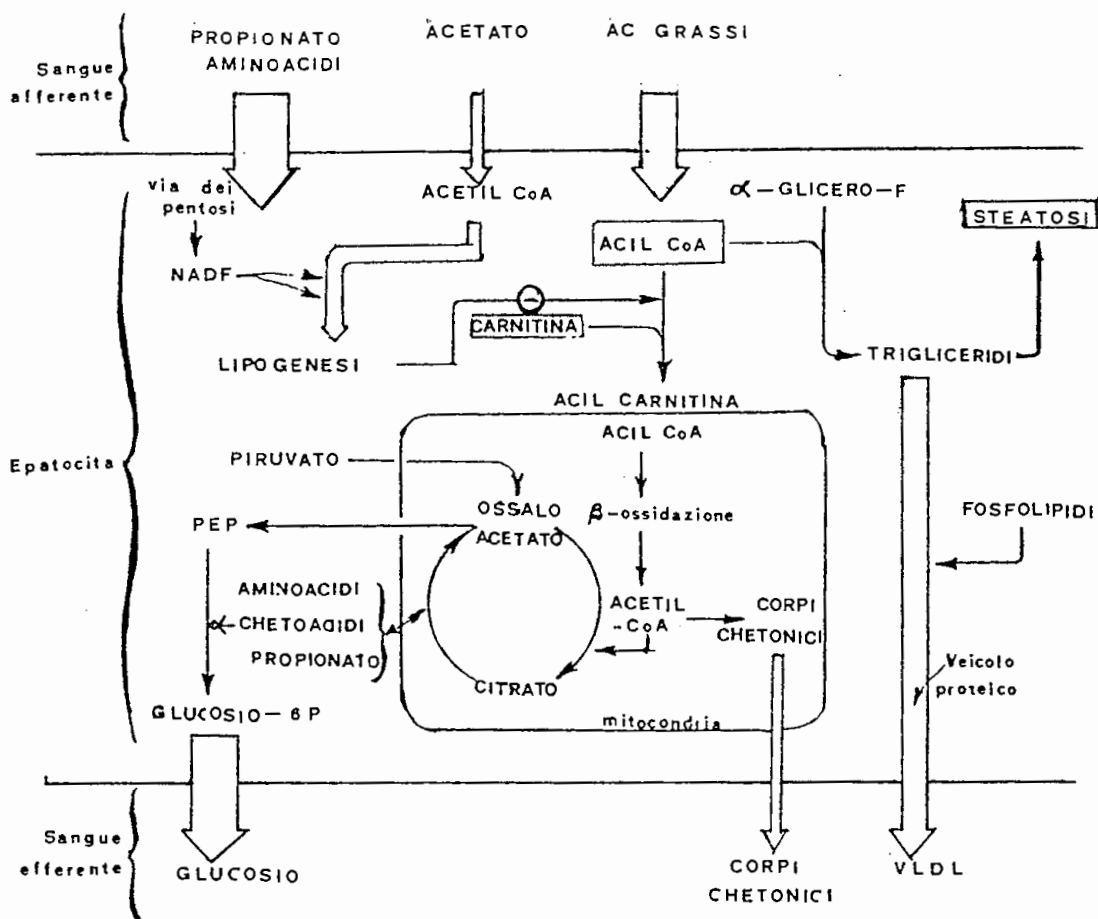 PROPIONATO
AMINOACIDI
ACETATO
AC GRASSI
Sangue
afferente
via dei
pentosi
ACETIL CoA
α-GLICERO-F
STEATOSI
ACIL CoA
NADF
−
CARNITINA
LIPOGENESI
TRIGLICERIDI
ACIL CARNITINA
ACIL CoA
Epatocita
PIRUVATO
OSSALO
ACETATO
β-ossidazione
PEP
FOSFOLIPIDI
AMINOACIDI
α CHETOACIDI
PROPIONATO
ACETIL
-CoA
CORPI
CHETONICI
CITRATO
Veicolo
proteico
GLUCOSIO-6P
mitocondria
Sangue
efferente
GLUCOSIO
CORPI
CHETONICI
VLDL